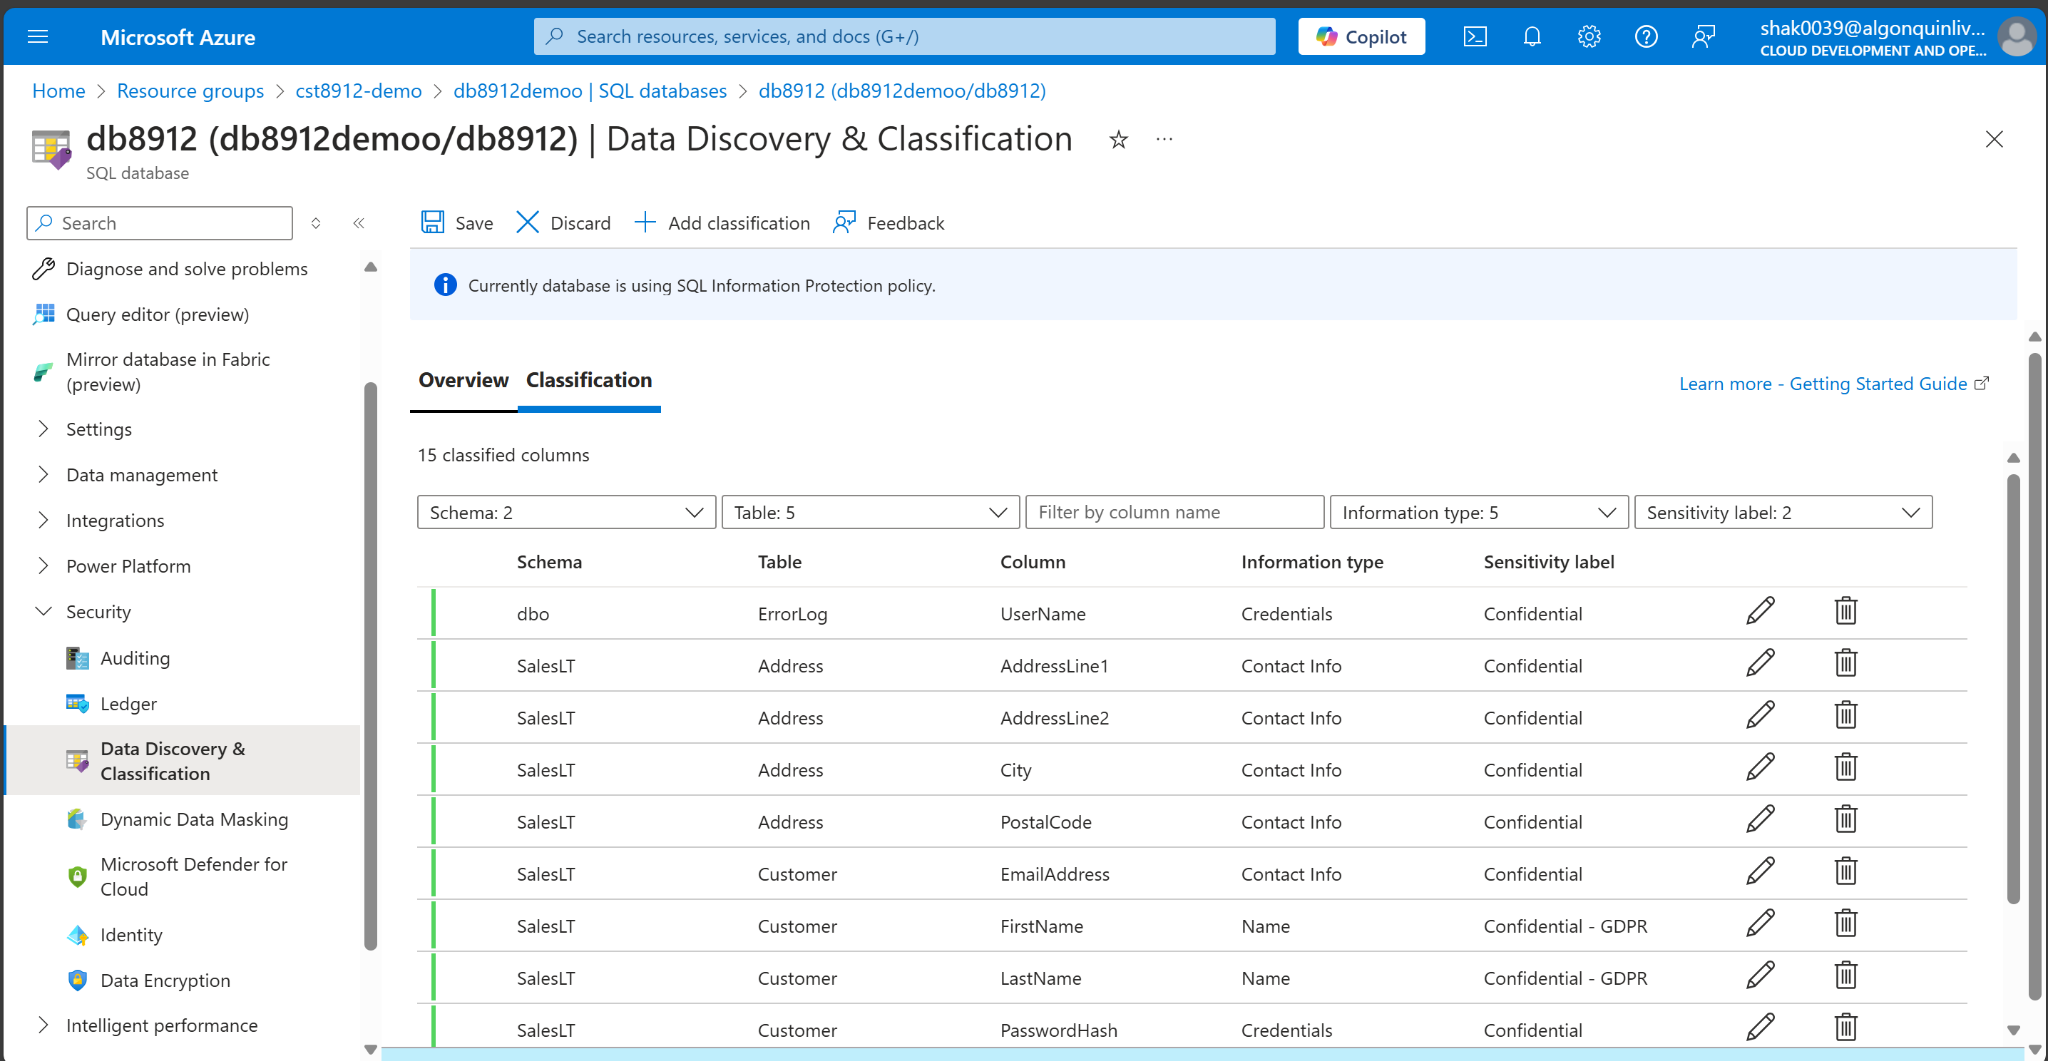 Microsoft Azure
Search resources, services, and docs (G+/)
Copilot
shak0039@algonquinliv...
CLOUD DEVELOPMENT AND OPE...
Home > Resource groups > cst8912-demo > db8912demoo | SQL databases > db8912 (db8912demoo/db8912)
db8912 (db8912demoo/db8912) | Data Discovery & Classification
SQL database
Search
Diagnose and solve problems
Query editor (preview)
Mirror database in Fabric
(preview)
Settings
Data management
Integrations
Power Platform
Security
Auditing
Ledger
Data Discovery &
Classification
Dynamic Data Masking
Microsoft Defender for
Cloud
Identity
Data Encryption
Intelligent performance
Save Discard Add classification Feedback
Currently database is using SQL Information Protection policy.
Overview Classification
Learn more - Getting Started Guide
15 classified columns
Schema: 2 Table: 5 Filter by column name Information type: 5 Sensitivity label: 2
Schema Table Column Information type Sensitivity label
dbo ErrorLog UserName Credentials Confidential
SalesLT Address AddressLine1 Contact Info Confidential
SalesLT Address AddressLine2 Contact Info Confidential
SalesLT Address City Contact Info Confidential
SalesLT Address PostalCode Contact Info Confidential
SalesLT Customer EmailAddress Contact Info Confidential
SalesLT Customer FirstName Name Confidential - GDPR
SalesLT Customer LastName Name Confidential - GDPR
SalesLT Customer PasswordHash Credentials Confidential